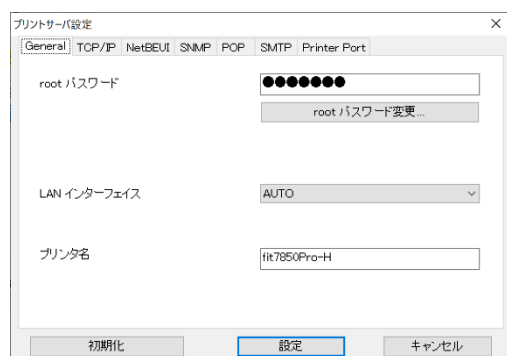 プリントサーバ設定
General TCP/IP NetBEUI SNMP POP SMTP Printer Port
root パスワード
root パスワード変更...
LAN インターフェイス AUTO
プリンタ名 fit7850Pro-H
初期化 設定 キャンセル